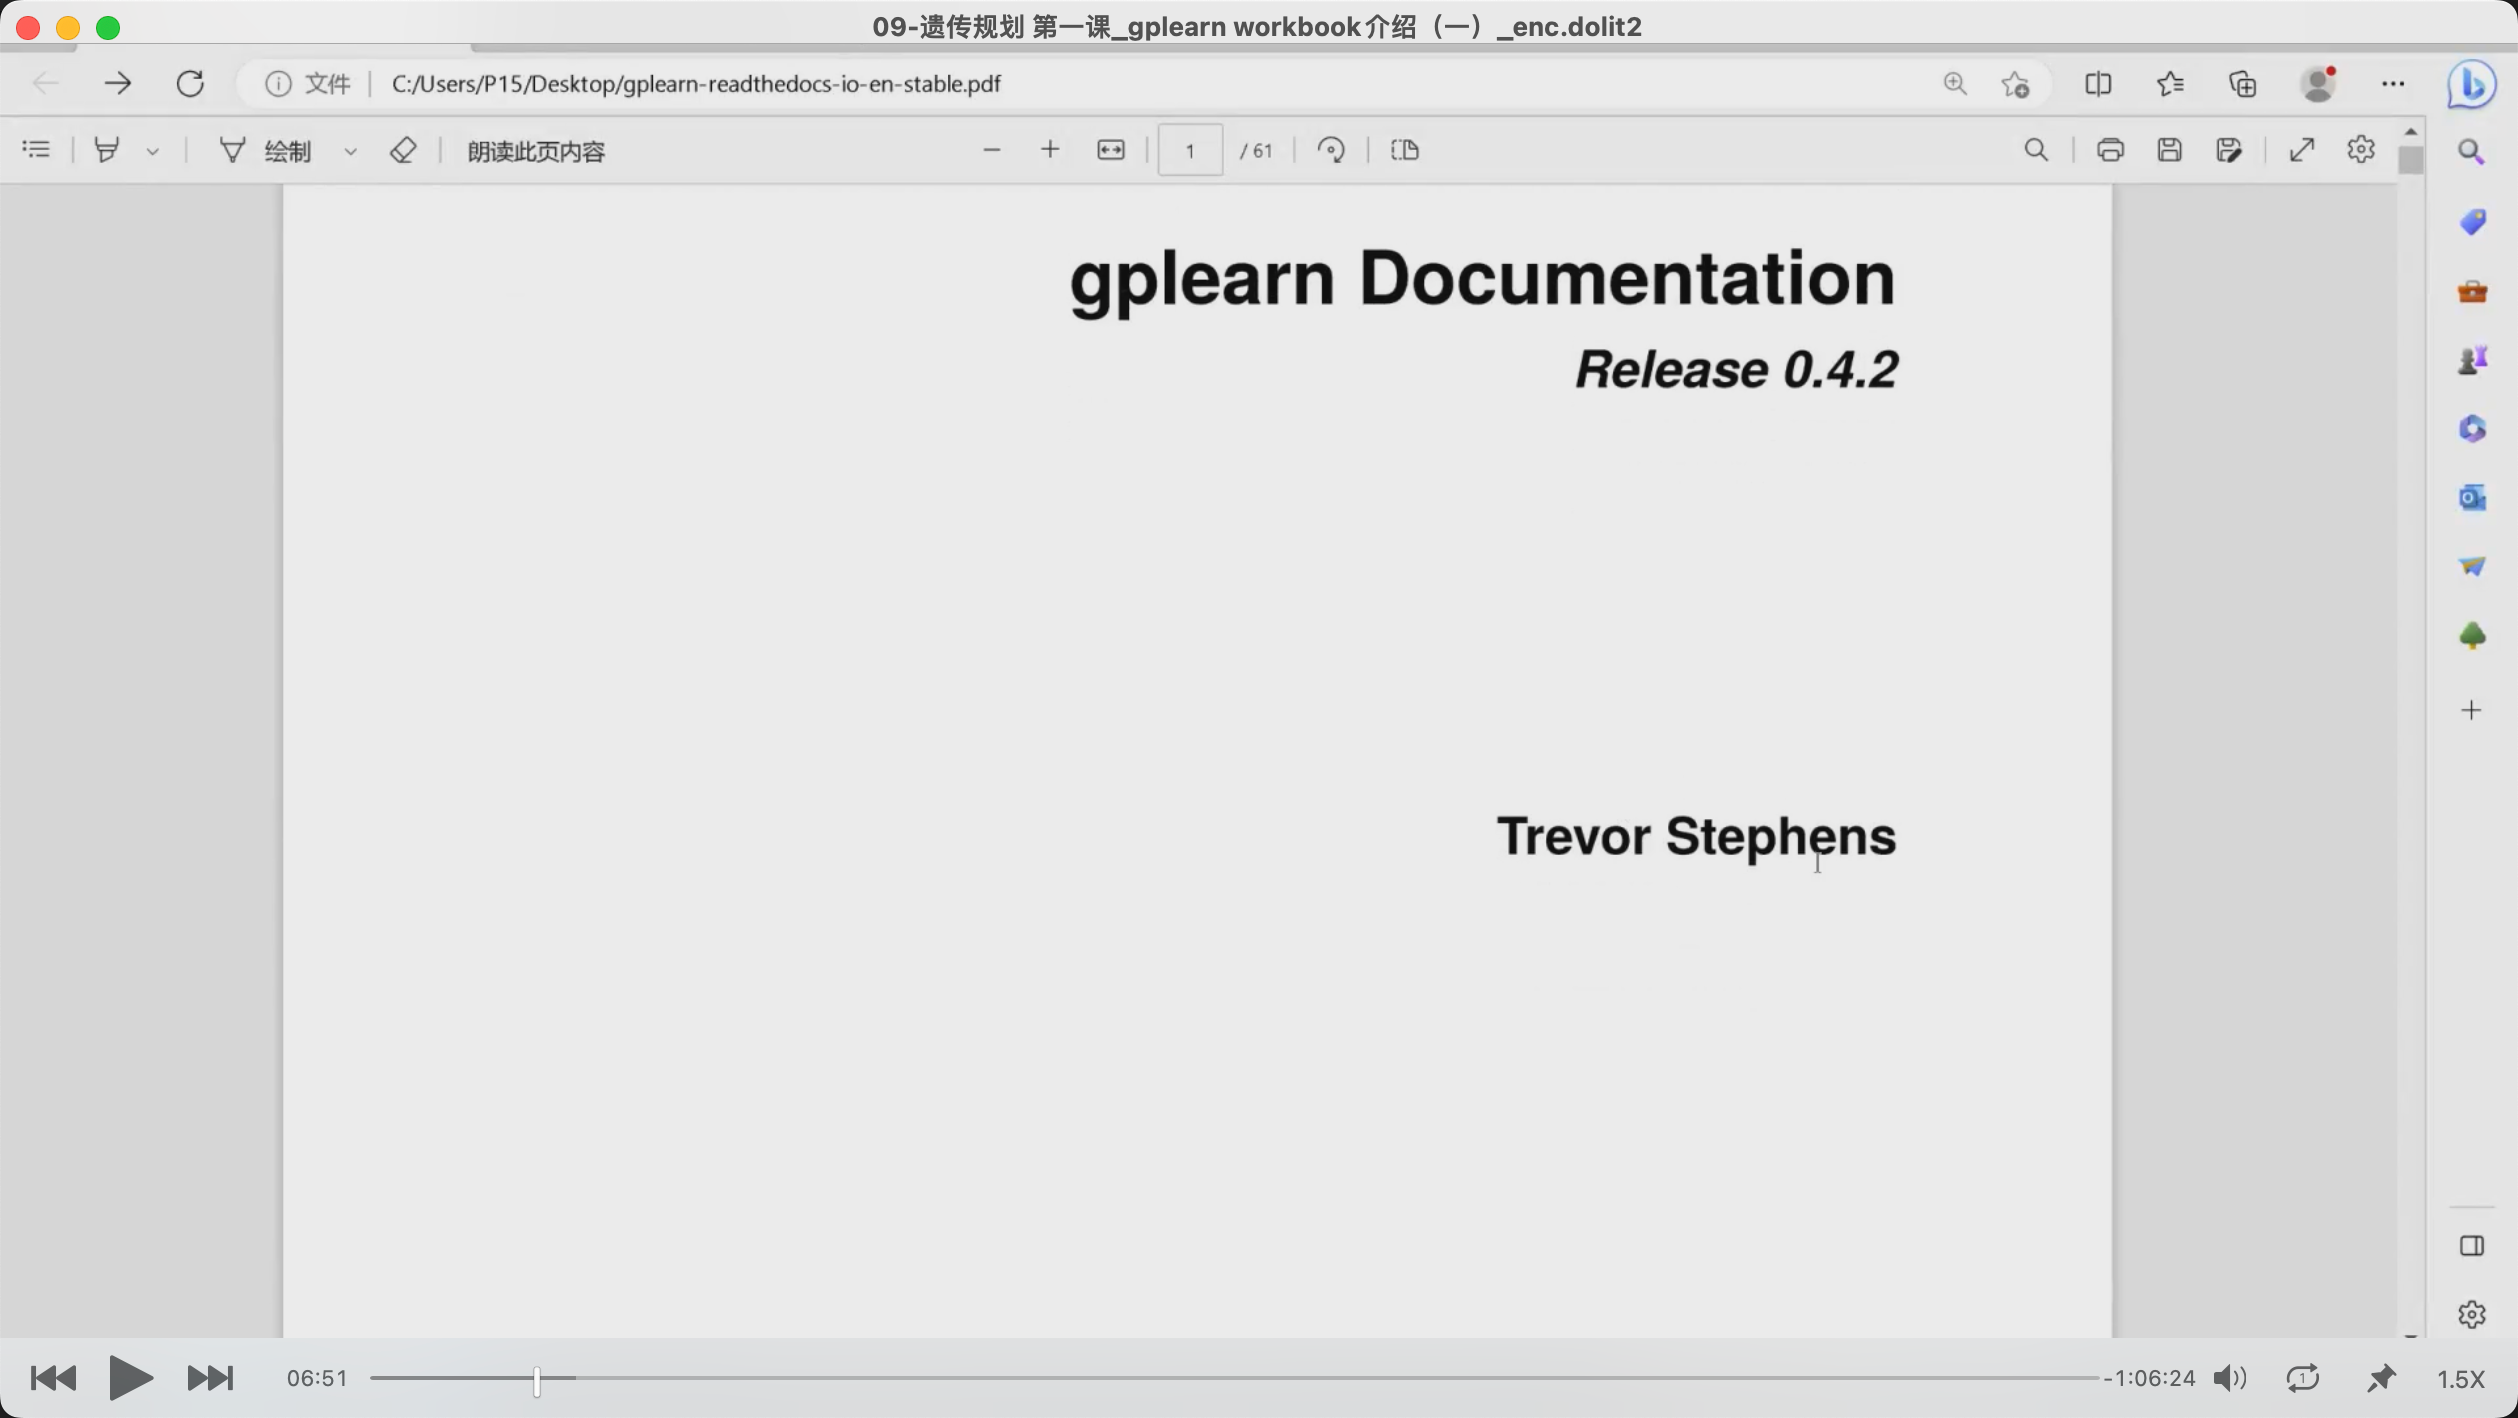 09-遗传规划 第一课_gplearn workbook介绍（一）_enc.dolit2
文件 | C:/Users/P15/Desktop/gplearn-readthedocs-io-en-stable.pdf
绘制 朗读此页内容 1 / 61
gplearn Documentation
Release 0.4.2
Trevor Stephens
06:51 -1:06:24 1.5X